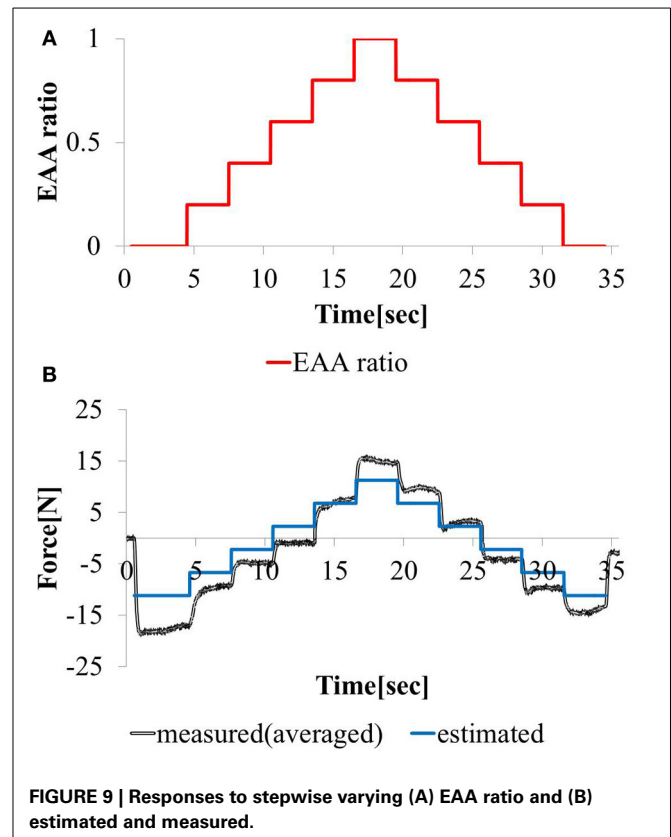 A
EAA ratio
1
0.5
0
0 5 10 15 20 25 30 35
Time[sec]
EAA ratio
B
Force[N]
25
15
5
-5
-15
-25
0 5 10 15 20 25 30 35
Time[sec]
measured(averaged) estimated
FIGURE 9 | Responses to stepwise varying (A) EAA ratio and (B)
estimated and measured.